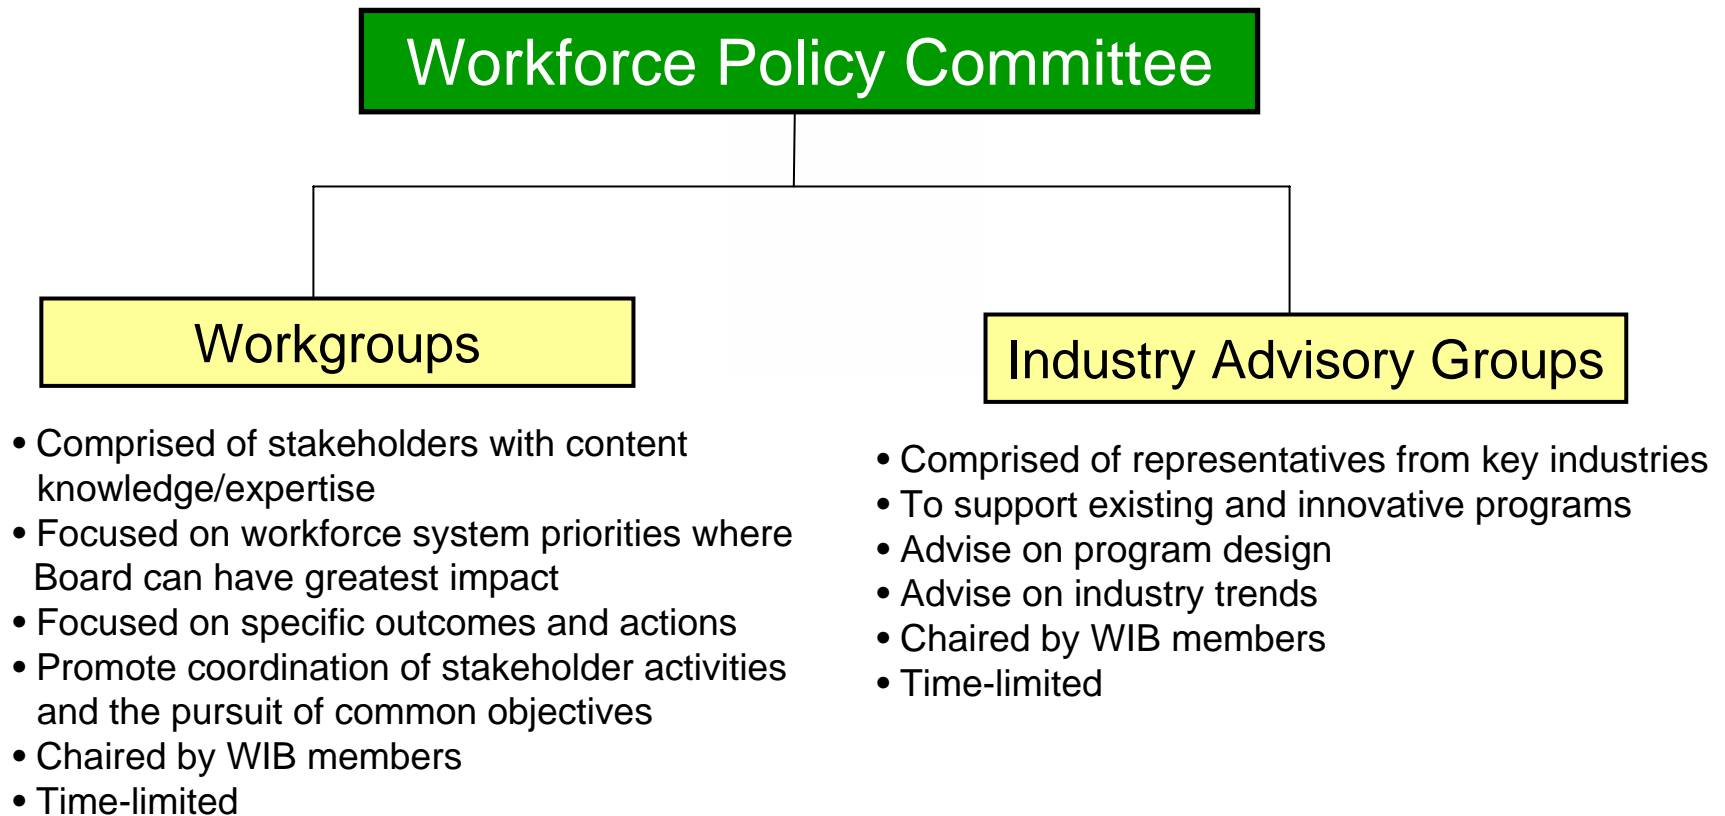 Workforce Policy Committee
Workgroups
• Comprised of stakeholders with content
knowledge/expertise
• Focused on workforce system priorities where
Board can have greatest impact
• Focused on specific outcomes and actions
• Promote coordination of stakeholder activities
and the pursuit of common objectives
• Chaired by WIB members
• Time-limited
Industry Advisory Groups
• Comprised of representatives from key industries
• To support existing and innovative programs
• Advise on program design
• Advise on industry trends
• Chaired by WIB members
• Time-limited